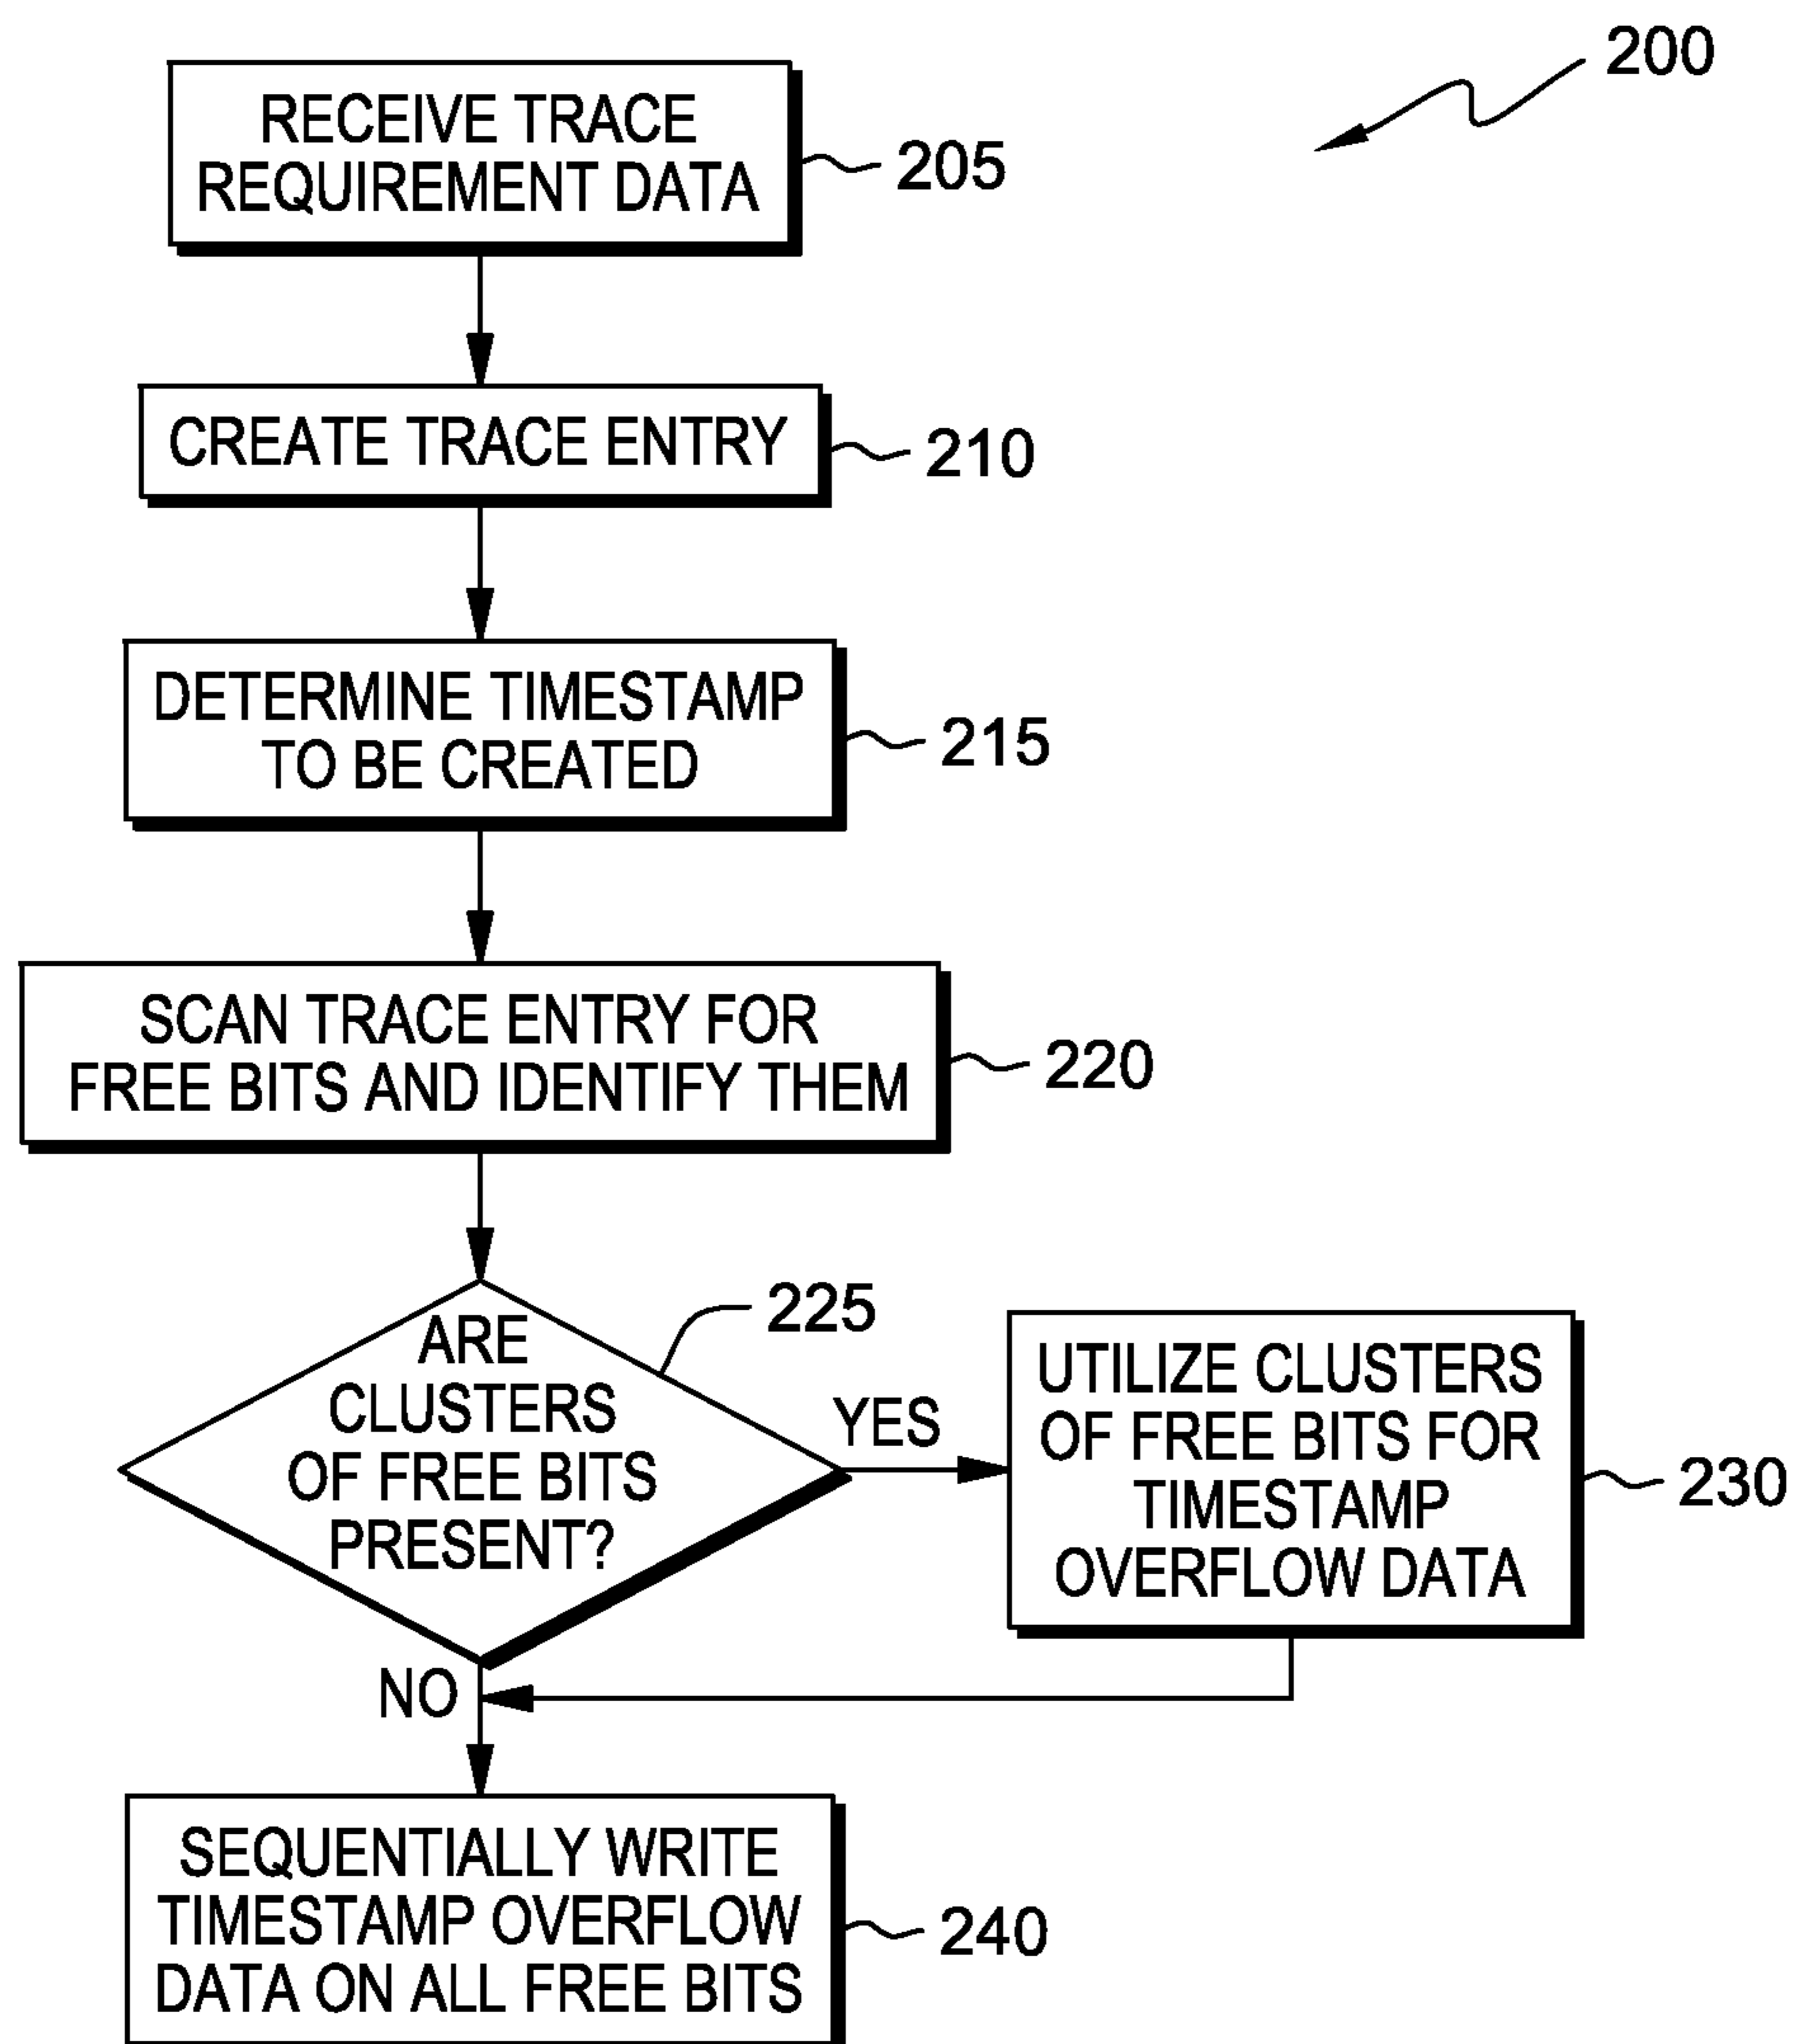 200
RECEIVE TRACE
REQUIREMENT DATA
205
CREATE TRACE ENTRY
210
DETERMINE TIMESTAMP
TO BE CREATED
215
SCAN TRACE ENTRY FOR
FREE BITS AND IDENTIFY THEM
220
ARE
CLUSTERS
OF FREE BITS
PRESENT?
225
YES
UTILIZE CLUSTERS
OF FREE BITS FOR
TIMESTAMP
OVERFLOW DATA
230
NO
SEQUENTIALLY WRITE
TIMESTAMP OVERFLOW
DATA ON ALL FREE BITS
240